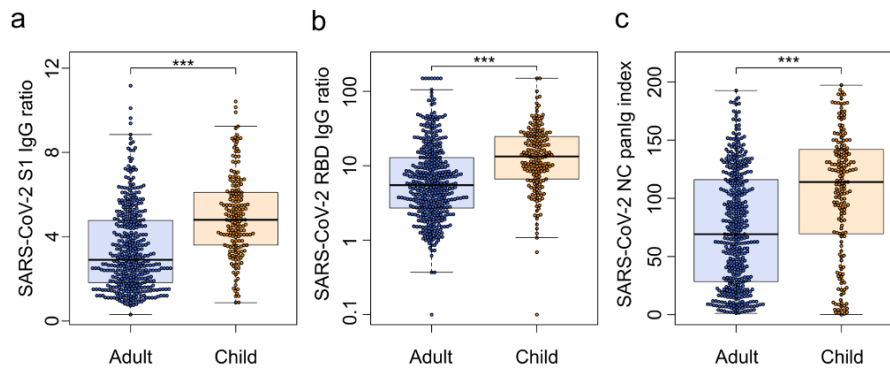 a
SARS-CoV-2 S1 IgG ratio
12
8
4
0
***
Adult
Child
b
SARS-CoV-2 RBD IgG ratio
100
10
1
0.1
***
Adult
Child
c
SARS-CoV-2 NC panIg index
200
150
100
50
0
***
Adult
Child